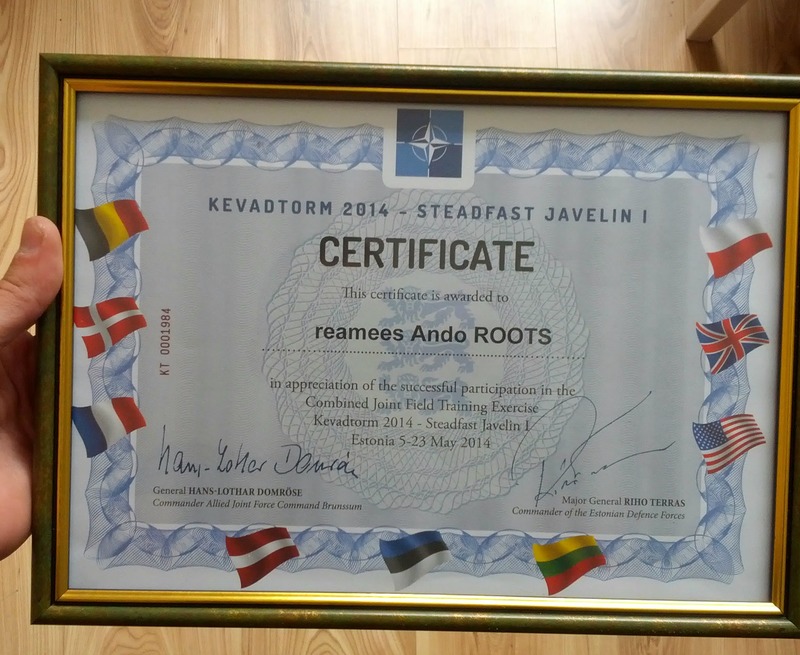 KEVADTORM 2014 - STEADFAST JAVELIN I
CERTIFICATE
This certificate is awarded to
reamees Ando ROOTS
KT 0001984
in appreciation of the successful participation in the
Combined Joint Field Training Exercise
Kevadtorm 2014 - Steadfast Javelin I
Estonia 5-23 May 2014
Hans-Lothar Domröse
General HANS-LOTHAR DOMRÖSE
Commander Allied Joint Force Command Brunssum
Major General RIHO TERRAS
Commander of the Estonian Defence Forces